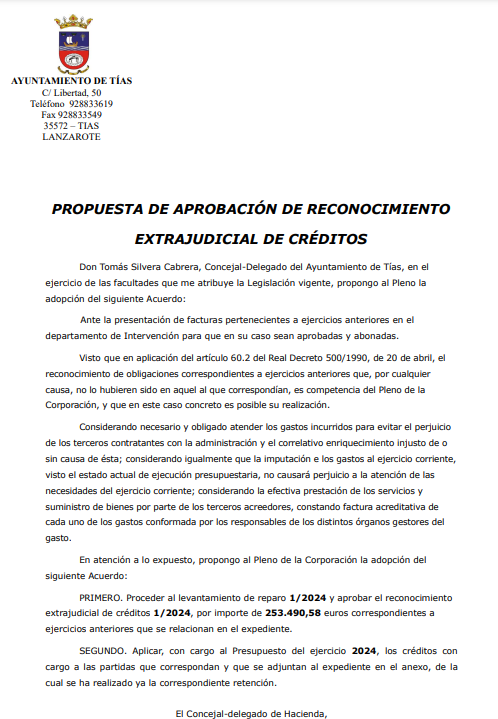 AYUNTAMIENTO DE TÍAS
C/ Libertad, 50
Teléfono 928833619
Fax 928833549
35572 – TIAS
LANZAROTE
PROPUESTA DE APROBACIÓN DE RECONOCIMIENTO
EXTRAJUDICIAL DE CRÉDITOS
Don Tomás Silvera Cabrera, Concejal-Delegado del Ayuntamiento de Tías, en el
ejercicio de las facultades que me atribuye la Legislación vigente, propongo al Pleno la
adopción del siguiente Acuerdo:
Ante la presentación de facturas pertenecientes a ejercicios anteriores en el
departamento de Intervención para que en su caso sean aprobadas y abonadas.
Visto que en aplicación del artículo 60.2 del Real Decreto 500/1990, de 20 de abril, el
reconocimiento de obligaciones correspondientes a ejercicios anteriores que, por cualquier
causa, no lo hubieren sido en aquel al que correspondían, es competencia del Pleno de la
Corporación, y que en este caso concreto es posible su realización.
Considerando necesario y obligado atender los gastos incurridos para evitar el perjuicio
de los terceros contratantes con la administración y el correlativo enriquecimiento injusto de o
sin causa de ésta; considerando igualmente que la imputación e los gastos al ejercicio corriente,
visto el estado actual de ejecución presupuestaria, no causará perjuicio a la atención de las
necesidades del ejercicio corriente; considerando la efectiva prestación de los servicios y
suministro de bienes por parte de los terceros acreedores, constando factura acreditativa de
cada uno de los gastos conformada por los responsables de los distintos órganos gestores del
gasto.
En atención a lo expuesto, propongo al Pleno de la Corporación la adopción del
siguiente Acuerdo:
PRIMERO. Proceder al levantamiento de reparo 1/2024 y aprobar el reconocimiento
extrajudicial de créditos 1/2024, por importe de 253.490,58 euros correspondientes a
ejercicios anteriores que se relacionan en el expediente.
SEGUNDO. Aplicar, con cargo al Presupuesto del ejercicio 2024, los créditos con
cargo a las partidas que correspondan y que se adjuntan al expediente en el anexo, de la
cual se ha realizado ya la correspondiente retención.
El Concejal-delegado de Hacienda,